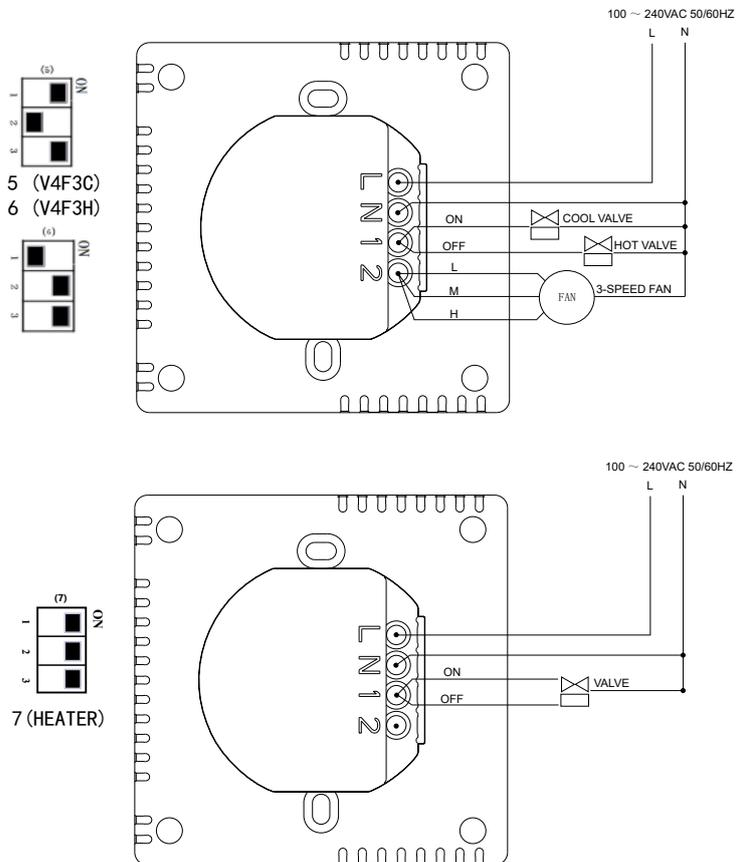 100 ～ 240VAC 50/60HZ
L N
(5)
ON
1
2
3
5 (V4F3C)
6 (V4F3H)
(6)
ON
1
2
3
L
N
1
2
ON
COOL VALVE
OFF
HOT VALVE
L
M
H
FAN
3-SPEED FAN
100 ～ 240VAC 50/60HZ
L N
(7)
ON
1
2
3
7(HEATER)
L
N
1
2
ON
OFF
VALVE